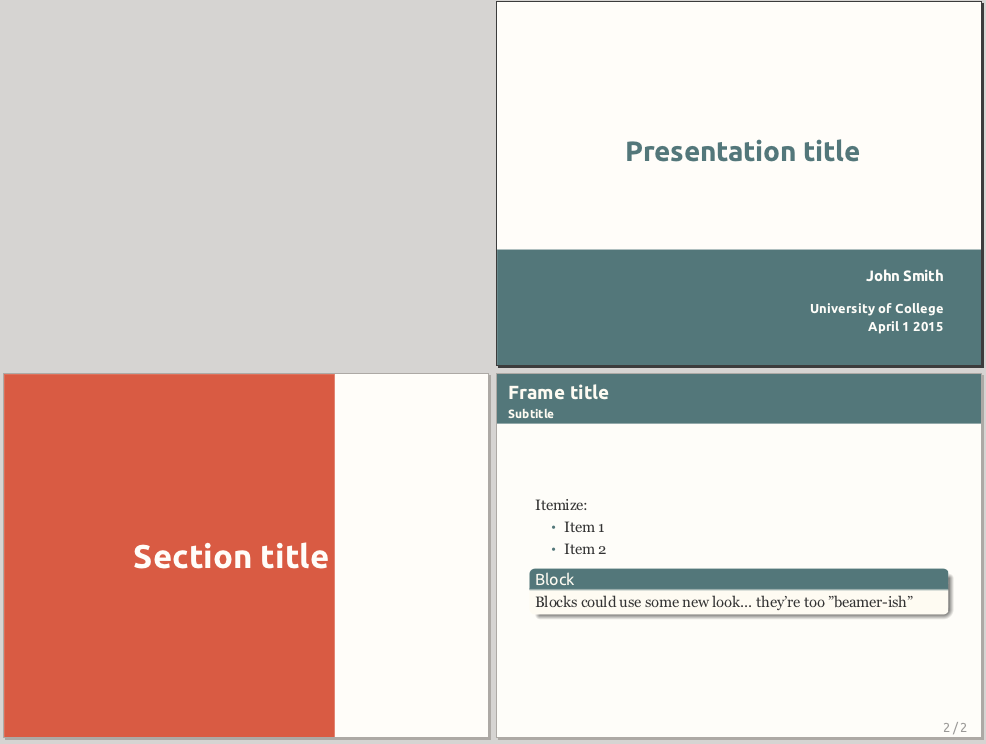 Presentation title
John Smith
University of College
April 1 2015
Section title
Frame title
Subtitle
Itemize:
• Item 1
• Item 2
Block
Blocks could use some new look... they’re too ”beamer-ish”
2 / 2